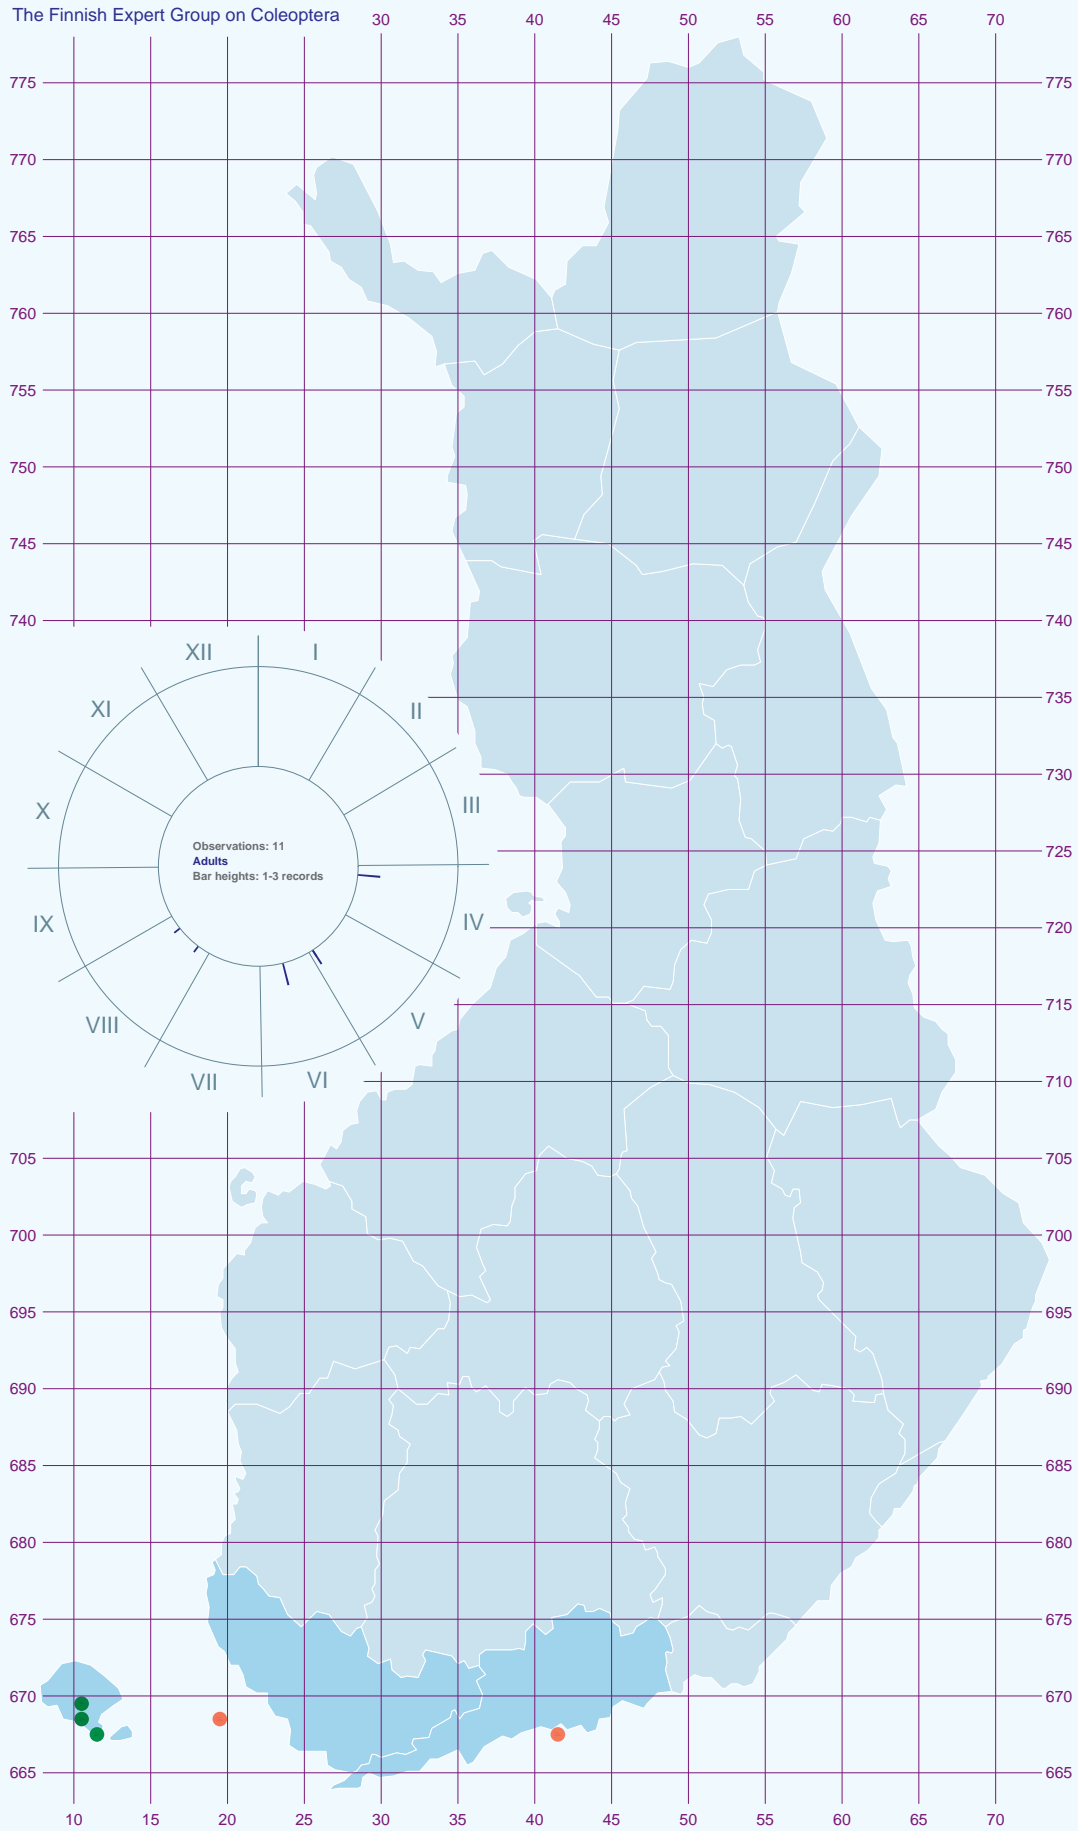 The Finnish Expert Group on Coleoptera
30 45 50 55 60 65 70
35 40
775 775
770 770
765 765
760 760
755 755
750 750
745 745
740 740
XII I
XI II
735
730
X III
Observations: 11
Adults
Bar heights: 1-3 records
725 725
IX IV
720 720
715 715
VIII V
VII VI
710 710
705 705
700 700
695 695
690 690
685 685
680 680
675 675
670 670
665 665
10 15 20 25 30 35 40 45 50 55 60 65 70